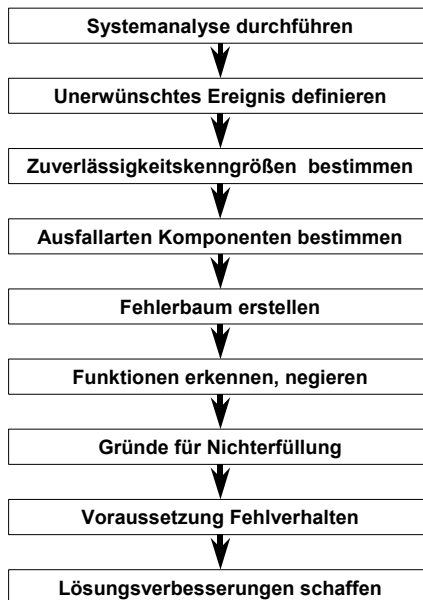 Systemanalyse durchführen
Unerwünschtes Ereignis definieren
Zuverlässigkeitskenngrößen bestimmen
Ausfallarten Komponenten bestimmen
Fehlerbaum erstellen
Funktionen erkennen, negieren
Gründe für Nichterfüllung
Voraussetzung Fehlverhalten
Lösungsverbesserungen schaffen